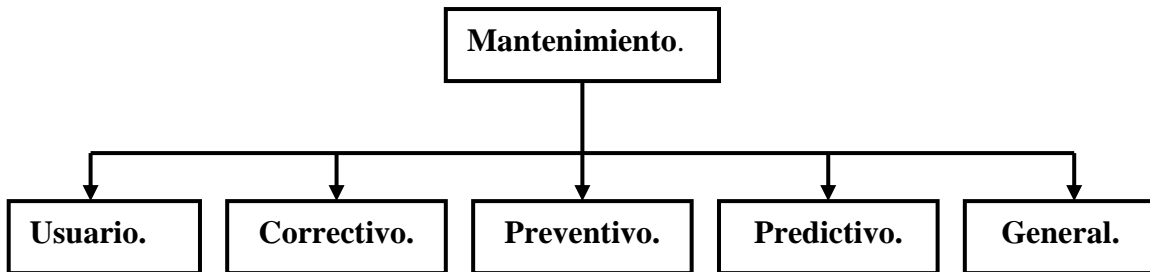 Mantenimiento.
Usuario.
Correctivo.
Preventivo.
Predictivo.
General.